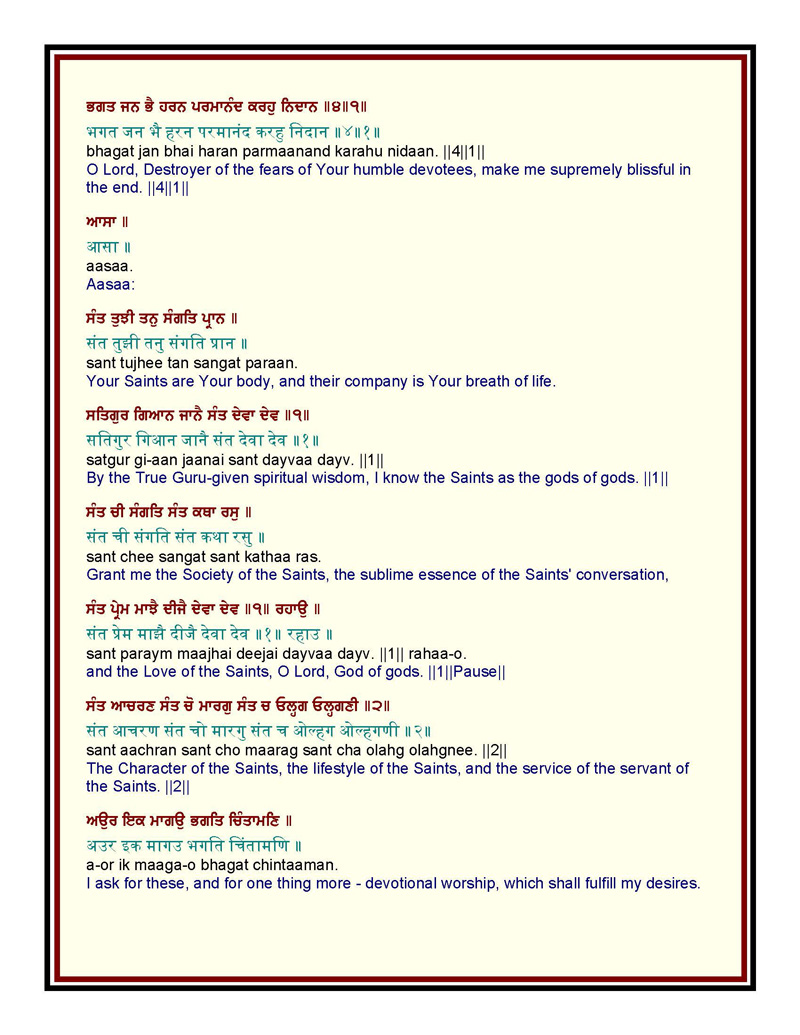 ਭਗਤ ਜਨ ਭੈ ਹਰਨ ਪਰਮਾਨੰਦ ਕਰਹੁ ਨਿਦਾਨ ॥੪॥੧॥
भगत जन भै हरन परमानंद करहु निदान ॥४॥१॥
bhagat jan bhai haran parmaanand karahu nidaan. ||4||1||
O Lord, Destroyer of the fears of Your humble devotees, make me supremely blissful in
the end. ||4||1||
ਆਸਾ ॥
आसा ॥
aasaa.
Aasaa:
ਸੰਤ ਤੁਝੀ ਤਨੁ ਸੰਗਤਿ ਪ੍ਰਾਨ ॥
संत तुझी तनु संगति प्रान ॥
sant tujhee tan sangat paraan.
Your Saints are Your body, and their company is Your breath of life.
ਸਤਿਗੁਰ ਗਿਆਨ ਜਾਨੈ ਸੰਤ ਦੇਵਾ ਦੇਵ ॥੧॥
सतिगुर गिआन जानै संत देवा देव ॥१॥
satgur gi-aan jaanai sant dayvaa dayv. ||1||
By the True Guru-given spiritual wisdom, I know the Saints as the gods of gods. ||1||
ਸੰਤ ਚੀ ਸੰਗਤਿ ਸੰਤ ਕਥਾ ਰਸੁ ॥
संत ची संगति संत कथा रसु ॥
sant chee sangat sant kathaa ras.
Grant me the Society of the Saints, the sublime essence of the Saints' conversation,
ਸੰਤ ਪ੍ਰੇਮ ਮਾਝੈ ਦੀਜੈ ਦੇਵਾ ਦੇਵ ॥੧॥ ਰਹਾਉ ॥
संत प्रेम माझै दीजै देवा देव ॥१॥ रहाउ ॥
sant paraym maajhai deejai dayvaa dayv. ||1|| rahaa-o.
and the Love of the Saints, O Lord, God of gods. ||1||Pause||
ਸੰਤ ਆਚਰਣ ਸੰਤ ਚੋ ਮਾਰਗੁ ਸੰਤ ਚ ਓਲ੍ਹਗ ਓਲ੍ਹਗਣੀ ॥੨॥
संत आचरण संत चो मारगु संत च ओल्हग ओल्हगणी ॥२॥
sant aachran sant cho maarag sant cha olahg olahgnee. ||2||
The Character of the Saints, the lifestyle of the Saints, and the service of the servant of
the Saints. ||2||
ਅਉਰ ਇਕ ਮਾਗਉ ਭਗਤਿ ਚਿੰਤਾਮਣਿ ॥
अउर इक मागउ भगति चिंतामणि ॥
a-or ik maaga-o bhagat chintaaman.
I ask for these, and for one thing more - devotional worship, which shall fulfill my desires.